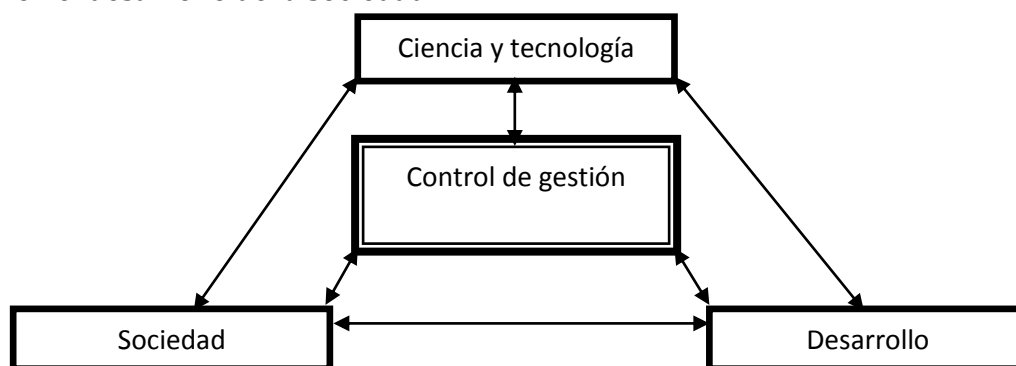 Ciencia y tecnología
Control de gestión
Sociedad
Desarrollo